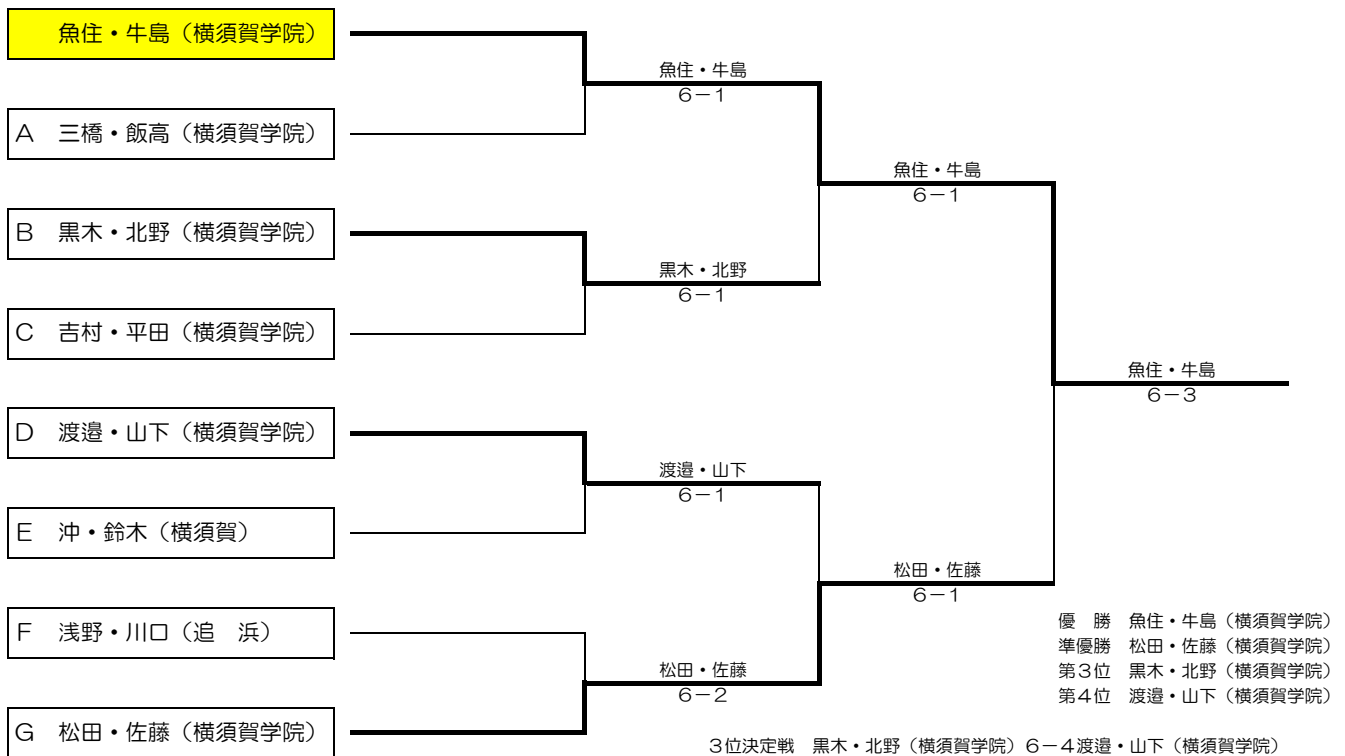 魚住・牛島（横須賀学院）
魚住・牛島
６－１
A　三橋・飯高（横須賀学院）
魚住・牛島
６－１
B　黒木・北野（横須賀学院）
黒木・北野
６－１
C　吉村・平田（横須賀学院）
魚住・牛島
６－３
D　渡邉・山下（横須賀学院）
渡邉・山下
６－１
E　沖・鈴木（横須賀）
松田・佐藤
６－１
F　浅野・川口（追　浜）
松田・佐藤
６－２
G　松田・佐藤（横須賀学院）
優　勝　魚住・牛島（横須賀学院）
準優勝　松田・佐藤（横須賀学院）
第３位　黒木・北野（横須賀学院）
第４位　渡邉・山下（横須賀学院）
３位決定戦　黒木・北野（横須賀学院）６－４渡邉・山下（横須賀学院）